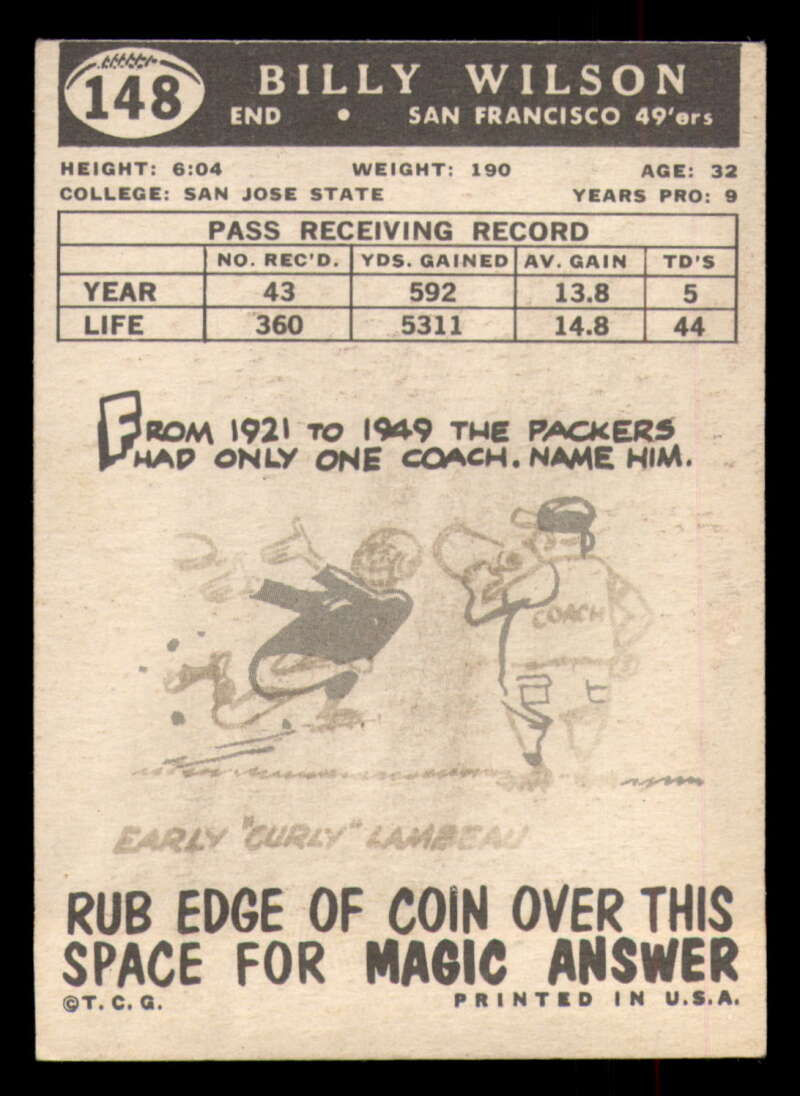 148
BILLY WILSON
END • SAN FRANCISCO 49'ers
HEIGHT: 6:04 WEIGHT: 190 AGE: 32
COLLEGE: SAN JOSE STATE YEARS PRO: 9
PASS RECEIVING RECORD
NO. REC'D. YDS. GAINED AV. GAIN TD'S
YEAR 43 592 13.8 5
LIFE 360 5311 14.8 44
FROM 1921 TO 1949 THE PACKERS
HAD ONLY ONE COACH. NAME HIM.
COACH
EARLY "CURLY" LAMBEAU
RUB EDGE OF COIN OVER THIS
SPACE FOR MAGIC ANSWER
©T.C.G. PRINTED IN U.S.A.